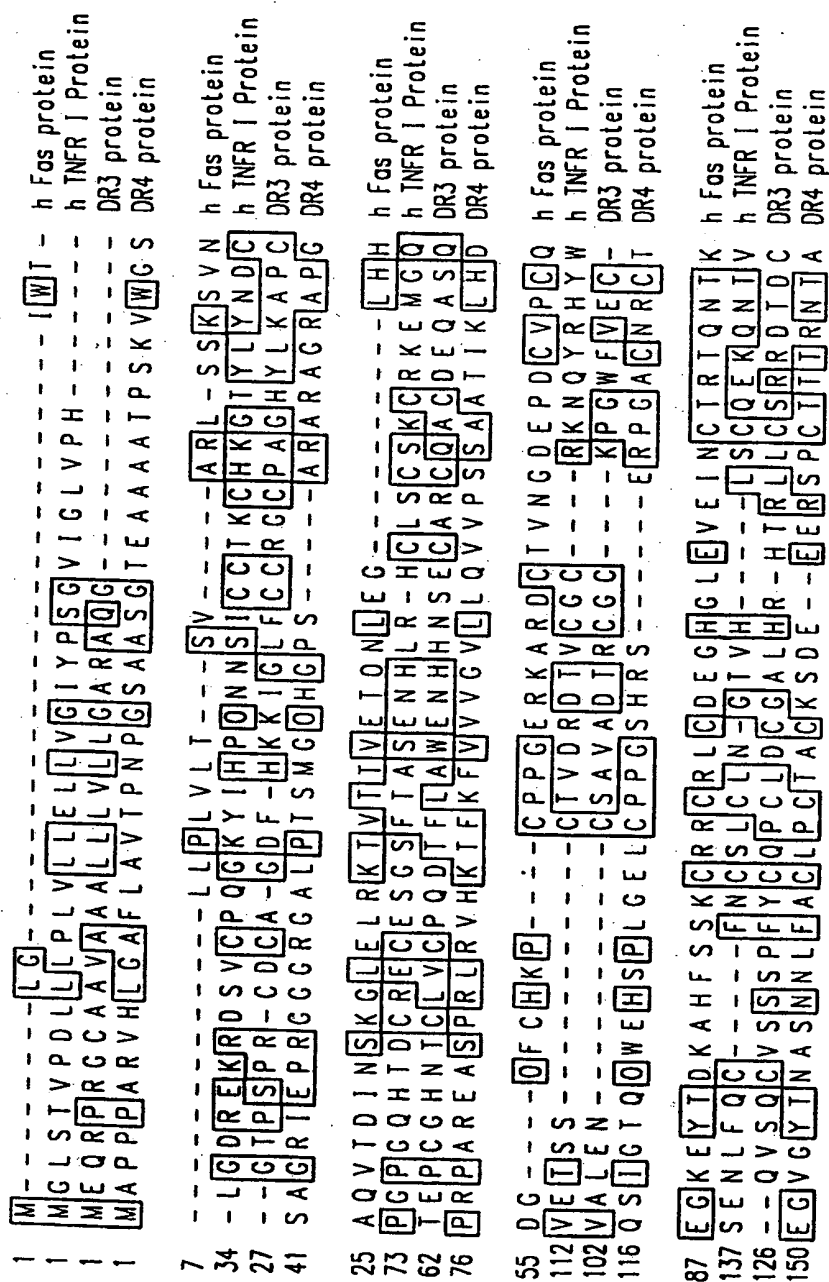 1 M - - - - - - - - L G - - - - - - - - - - - - - - - - - - - - - - - - - I W T - h Fas protein
1 M G L S T V P D L L L P L V L L E L L V G I Y P S G V I G L V P H - - - - - - - h TNFR I Protein
1 M E Q R P R G C A A V A A A L L L V L L G A R A Q G - - - - - - - - - - - - - - DR3 protein
1 M A P P P A R V H L G A F L A V T P N P G S A A S G T E A A A A T P S K V W G S DR4 protein
7 - - - - - - - - - - - - - L L P L V L T - - - S V - - - - - A R L - S S K S V N h Fas protein
34 - L G D R E K R D S V C P Q G K Y I H P O N N S I C C T K C H K G T Y L Y N D C h TNFR I Protein
27 - - G T P S P R - C D C A - G D F - H K K I G L F C C R G C P A G H Y L K A P C DR3 protein
41 S A G R I E P R G G G R G A L P T S M G O H G P S - - - - - A R A R A G R A P G DR4 protein
25 A Q V T D I N S K G L E L R K T V T T V E T O N L E G - - - - - - - - - - L H H h Fas protein
73 P G P G Q H T D C R E C E S G S F T A S E N H L R - H C L S C S K C R K E M G Q h TNFR I Protein
62 T E P C G H N T C L V C P Q D T F L A W E N H H N S E C A R C Q A C D E Q A S Q DR3 protein
76 P R P A R E A S P R L R V H K T F K F V V V G V L L Q V V P S S A A T I K L H D DR4 protein
55 D G - - - - O F C H K P - - - - C P P G E R K A R D C T V N G D E P D C V P C Q h Fas protein
112 V E T S S - - - - - - - - - - - C T V D R D T V C G C - - - - R K N Q Y R H Y W h TNFR I Protein
102 V A L E N - - - - - - - - - - - C S A V A D T R C G C - - - - K P G W F V E C - DR3 protein
116 Q S I G T Q O W E H S P L G E L C P P G S H R S - - - - - - E R P G A C N R C T DR4 protein
87 E G K E Y T D K A H F S S K C R R C R L C D E G H G L E V E I N C T R T Q N T K h Fas protein
137 S E N L F Q C - - - - - F N C S L C L N - G T V H - - - - - L S C Q E K Q N T V h TNFR I Protein
126 - - Q V S Q C V S S S P F Y C Q P C L D C G A L H R - H T R L L C S R R D T D C DR3 protein
150 E G V G Y T N A S N N L F A C L P C T A C K S D E - - E E R S P C T T T R N T A DR4 protein